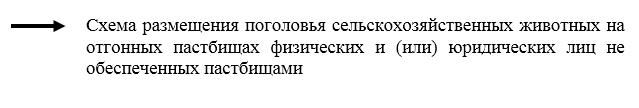 Схема размещения поголовья сельскохозяйственных животных на
отгонных пастбищах физических и (или) юридических лиц не
обеспеченных пастбищами